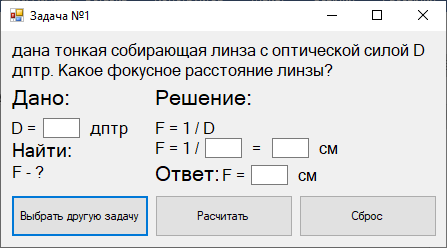 Задача №1
дана тонкая собирающая линза с оптической силой D
дптр. Какое фокусное расстояние линзы?
Дано: Решение:
D = дптр F = 1 / D
Найти: F = 1 / = см
F - ? Ответ: F = см
Выбрать другую задачу Расчитать Сброс